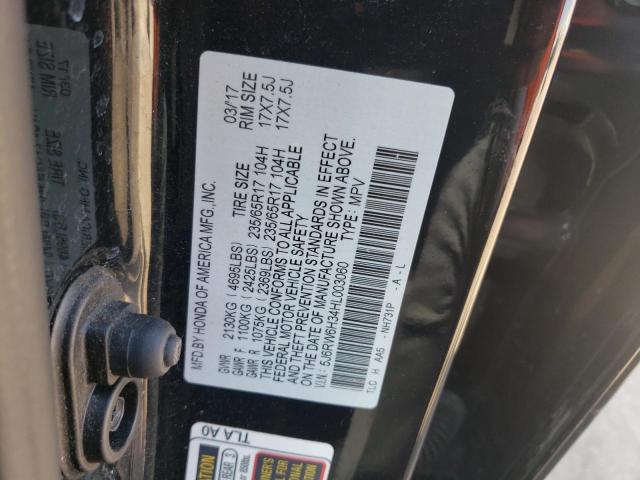 MFD.BY HONDA OF AMERICA MFG.,INC. 03/'17
TIRE SIZE RIM SIZE
GVWR 2130KG ( 4695LBS)
GAWR F 1100KG ( 2425LBS) 235/65R17 104H 17X7.5J
GAWR R 1075KG ( 2369LBS) 235/65R17 104H 17X7.5J
THIS VEHICLE CONFORMS TO ALL APPLICABLE
FEDERAL MOTOR VEHICLE SAFETY
AND THEFT PREVENTION STANDARDS IN EFFECT
ON THE DATE OF MANUFACTURE SHOWN ABOVE.
V.I.N.: 5J6RW6H34HL003060 TYPE: MPV
TLC H AA6 -NH731P -A-L
TLA A0
REAR 3